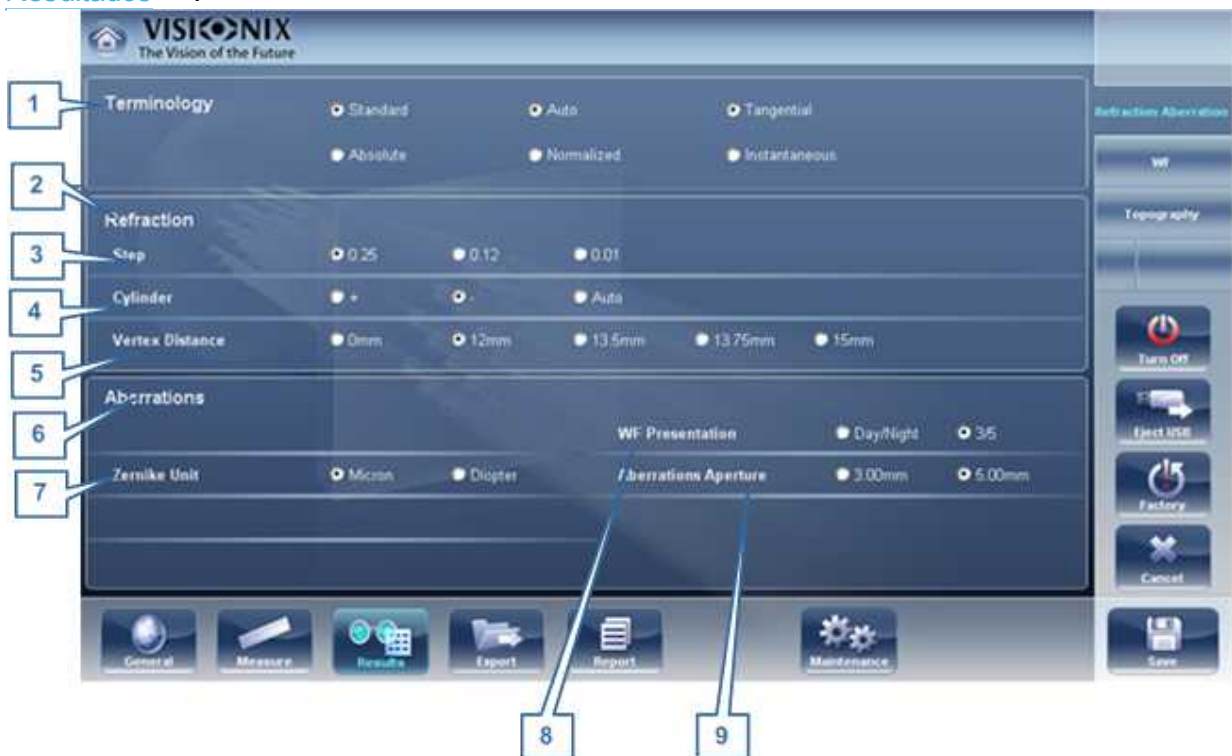 VISIONIX
The Vision of the Future
1
Terminology
Standard
Auto
Tangential
Refraction Aberration
Absolute
Normalized
Instantaneous
WF
2
Refraction
Topography
3
Step
0.25
0.12
0.01
4
Cylinder
+
-
Auto
Vertex Distance
0mm
12mm
13.5mm
13.75mm
15mm
5
Turn Off
Aberrations
6
WF Presentation
Day/Night
3/5
Eject USB
7
Zernike Unit
Micron
Diopter
Aberrations Aperture
3.00mm
5.00mm
Factory
Cancel
General
Measure
Results
Export
Report
Maintenance
Save
8
9